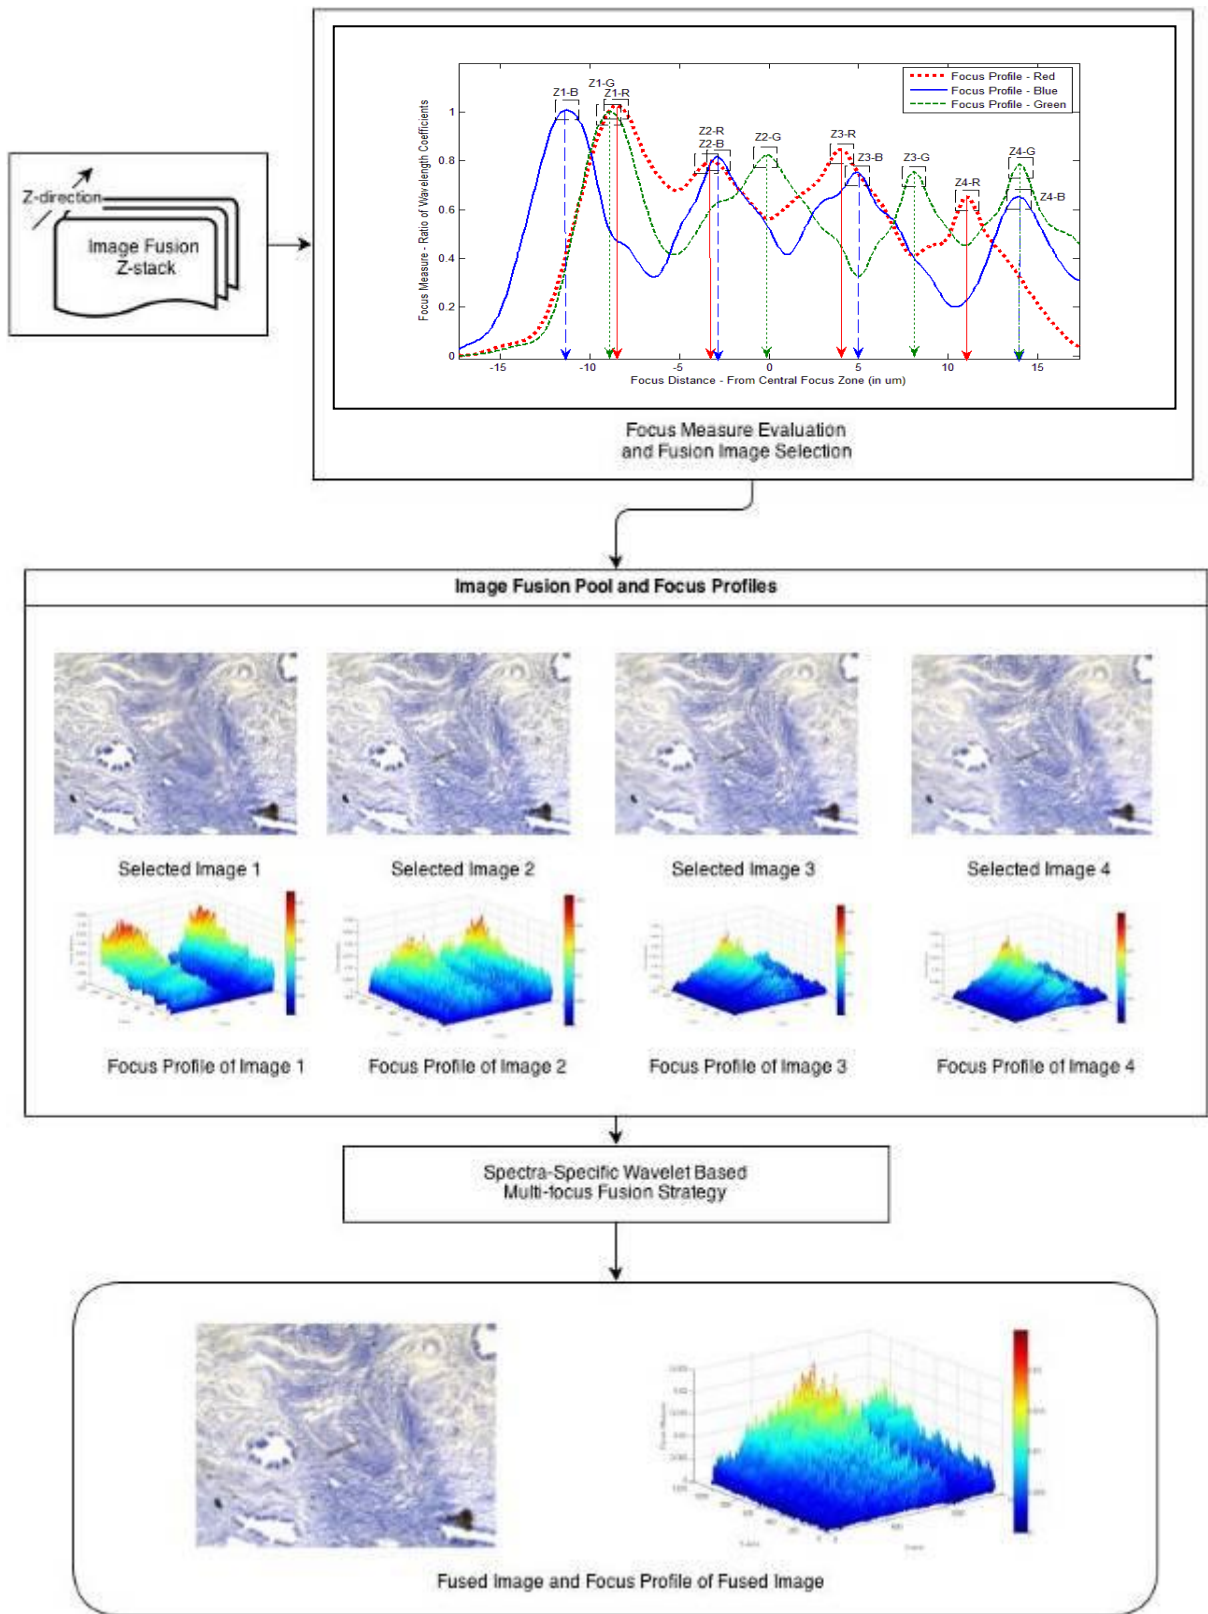 Z-direction
Image Fusion
Z-stack
Focus Profile - Red
Focus Profile - Blue
Focus Profile - Green
Z1-B
Z1-G
Z1-R
Z2-R
Z2-B
Z2-G
Z3-R
Z3-B
Z3-G
Z4-R
Z4-G
Z4-B
Focus Measure - Ratio of Wavelength Coefficients
1
0.8
0.6
0.4
0.2
0
-15
-10
-5
0
5
10
15
Focus Distance - From Central Focus Zone (in um)
Focus Measure Evaluation
and Fusion Image Selection
Image Fusion Pool and Focus Profiles
Selected Image 1
Selected Image 2
Selected Image 3
Selected Image 4
Focus Profile of Image 1
Focus Profile of Image 2
Focus Profile of Image 3
Focus Profile of Image 4
Spectra-Specific Wavelet Based
Multi-focus Fusion Strategy
Fused Image and Focus Profile of Fused Image